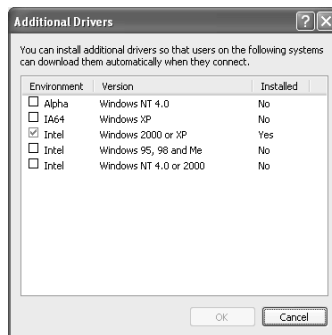 Additional Drivers
You can install additional drivers so that users on the following systems
can download them automatically when they connect.
Environment Version Installed
Alpha Windows NT 4.0 No
IA64 Windows XP No
Intel Windows 2000 or XP Yes
Intel Windows 95, 98 and Me No
Intel Windows NT 4.0 or 2000 No
OK Cancel